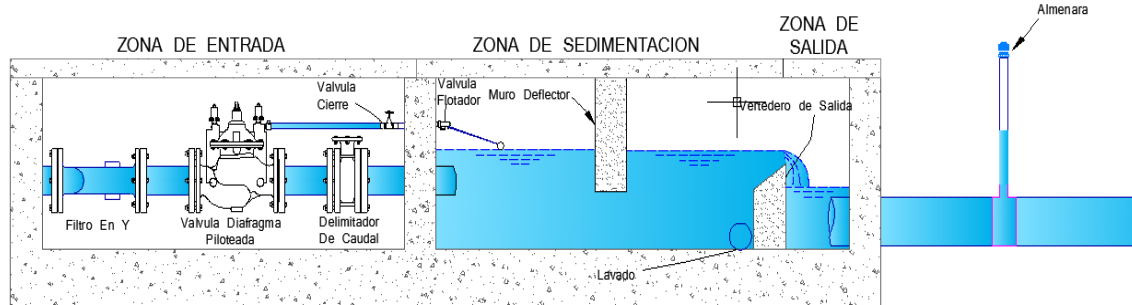 ZONA DE ENTRADA
ZONA DE SEDIMENTACION
ZONA DE
SALIDA
Almenara
Valvula
Cierre
Valvula
Flotador
Muro Deflector
Vertedero de Salida
Filtro En Y
Valvula Diafragma
Piloteada
Delimitador
De Caudal
Lavado